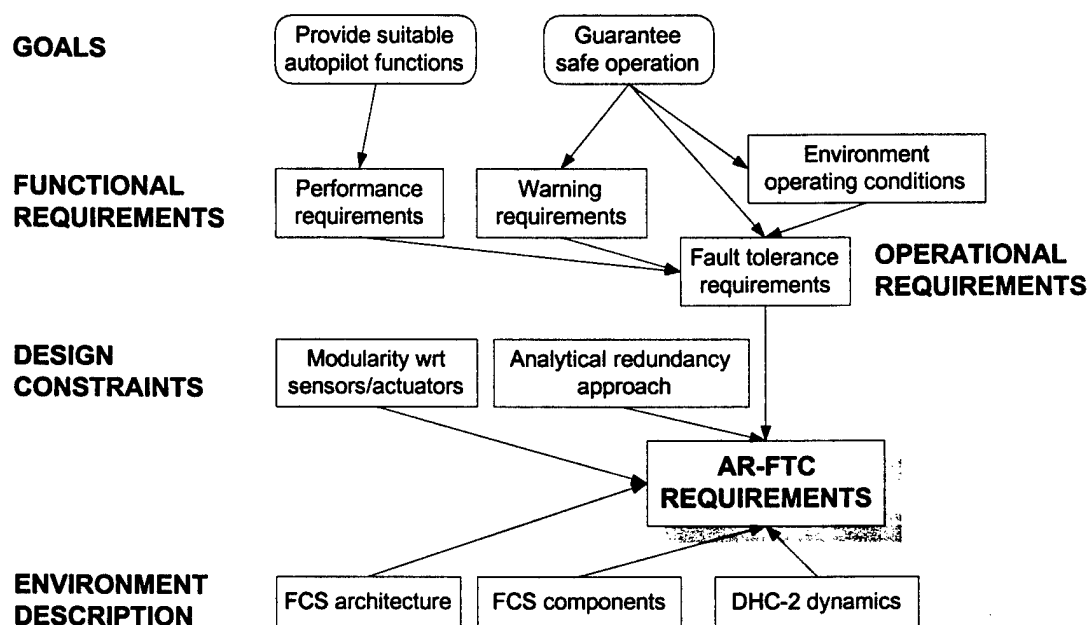 GOALS
Provide suitable
autopilot functions
Guarantee
safe operation
FUNCTIONAL
REQUIREMENTS
Performance
requirements
Warning
requirements
Environment
operating conditions
Fault tolerance
requirements
OPERATIONAL
REQUIREMENTS
DESIGN
CONSTRAINTS
Modularity wrt
sensors/actuators
Analytical redundancy
approach
AR-FTC
REQUIREMENTS
ENVIRONMENT
DESCRIPTION
FCS architecture
FCS components
DHC-2 dynamics